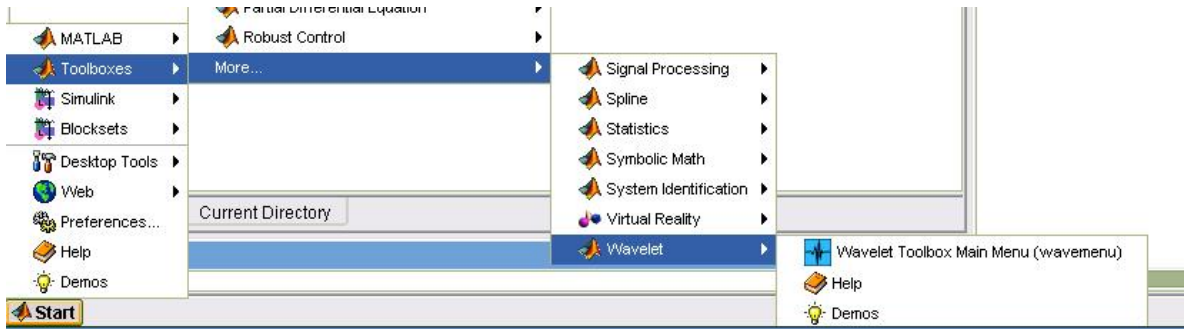 MATLAB
Toolboxes
Simulink
Blocksets
Desktop Tools
Web
Preferences...
Help
Demos
Start
Partial Differential Equation
Robust Control
More...
Current Directory
Signal Processing
Spline
Statistics
Symbolic Math
System Identification
Virtual Reality
Wavelet
Wavelet Toolbox Main Menu (wavemenu)
Help
Demos